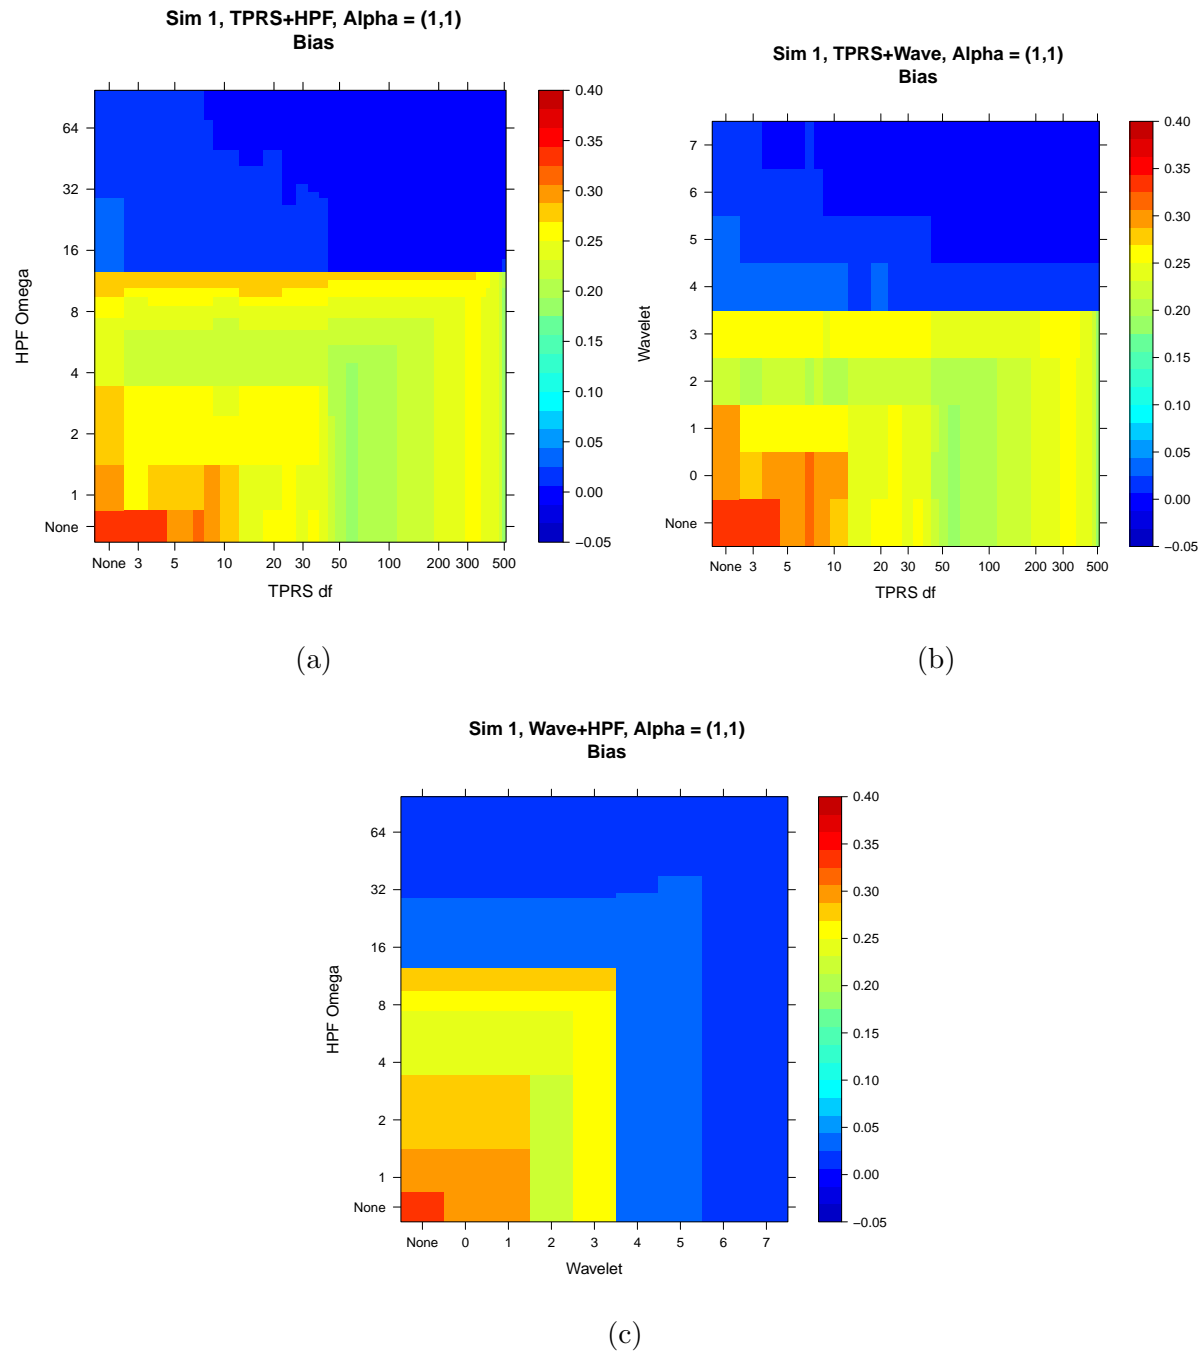 Sim 1, TPRS+HPF, Alpha = (1,1)
Bias
HPF Omega
64
32
16
8
4
2
1
None
None 3 5 10 20 30 50 100 200 300 500
TPRS df
0.40
0.35
0.30
0.25
0.20
0.15
0.10
0.05
0.00
−0.05
(a)
Sim 1, TPRS+Wave, Alpha = (1,1)
Bias
Wavelet
7
6
5
4
3
2
1
0
None
None 3 5 10 20 30 50 100 200 300 500
TPRS df
0.40
0.35
0.30
0.25
0.20
0.15
0.10
0.05
0.00
−0.05
(b)
Sim 1, Wave+HPF, Alpha = (1,1)
Bias
HPF Omega
64
32
16
8
4
2
1
None
None 0 1 2 3 4 5 6 7
Wavelet
0.40
0.35
0.30
0.25
0.20
0.15
0.10
0.05
0.00
−0.05
(c)